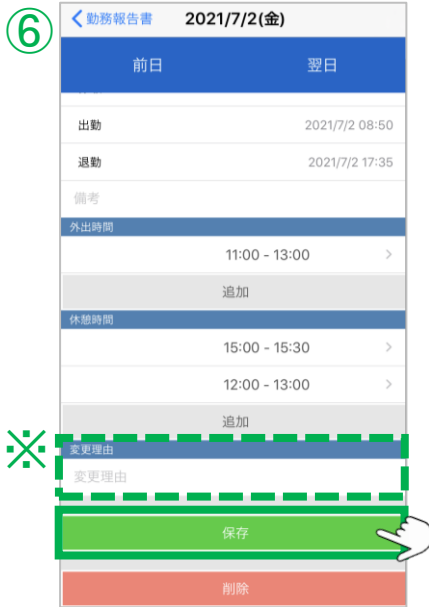 ⑥
勤務報告書 2021/7/2(金)
前日 翌日
出勤 2021/7/2 08:50
退勤 2021/7/2 17:35
備考
外出時間
11:00 - 13:00
追加
休憩時間
15:00 - 15:30
12:00 - 13:00
追加
※
変更理由
変更理由
保存
削除